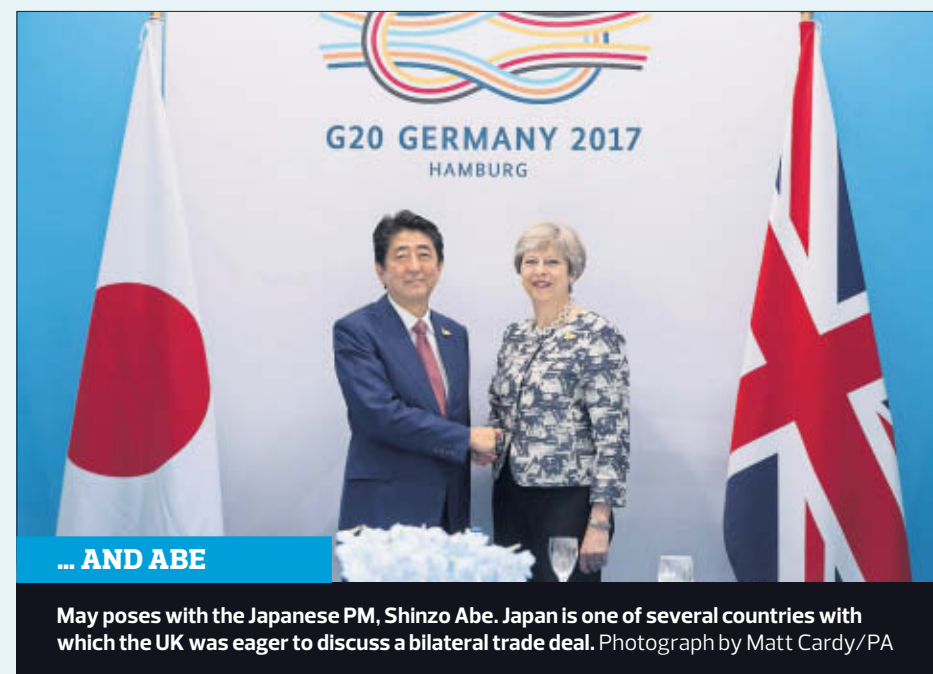 G20 GERMANY 2017
HAMBURG
... AND ABE
May poses with the Japanese PM, Shinzo Abe. Japan is one of several countries with
which the UK was eager to discuss a bilateral trade deal. Photograph by Matt Cardy/PA